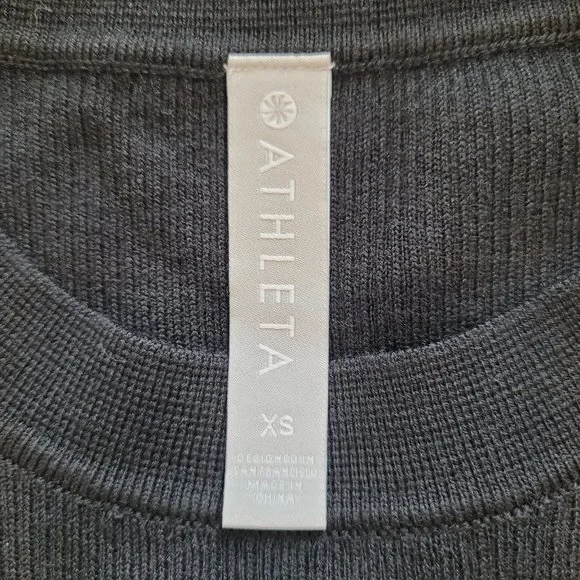 ATHLETA
XS
DESIGNED IN
SAN FRANCISCO
MADE IN
CHINA